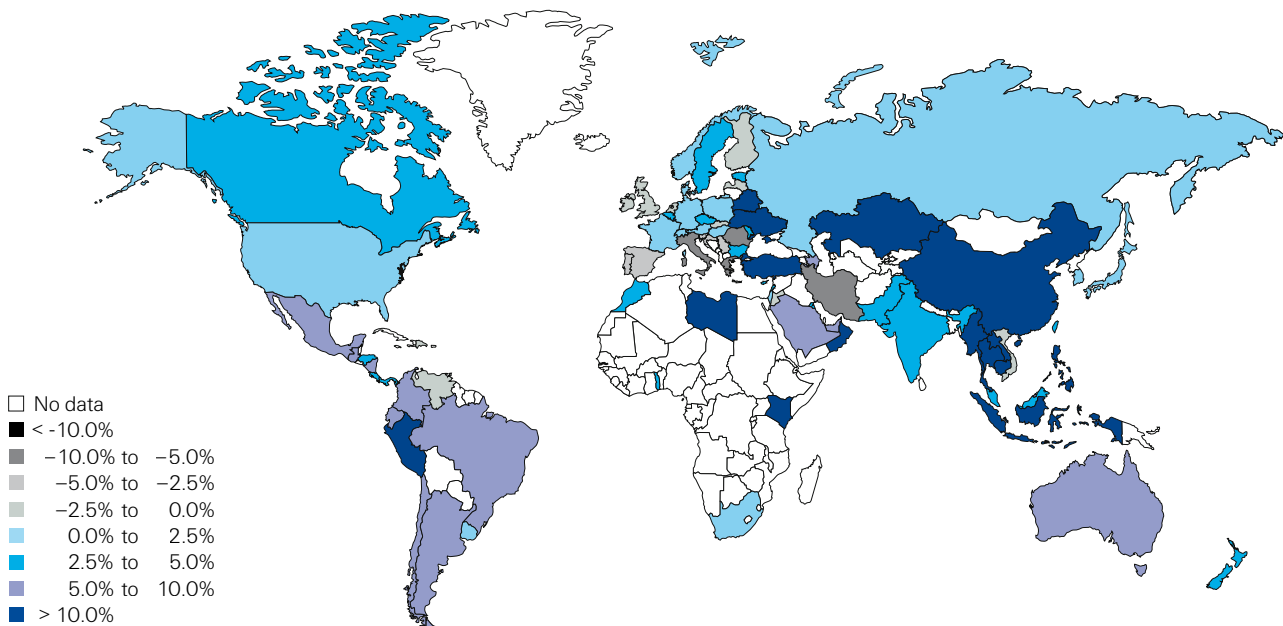 No data
< -10.0%
−10.0% to −5.0%
−5.0% to −2.5%
−2.5% to 0.0%
0.0% to 2.5%
2.5% to 5.0%
5.0% to 10.0%
> 10.0%